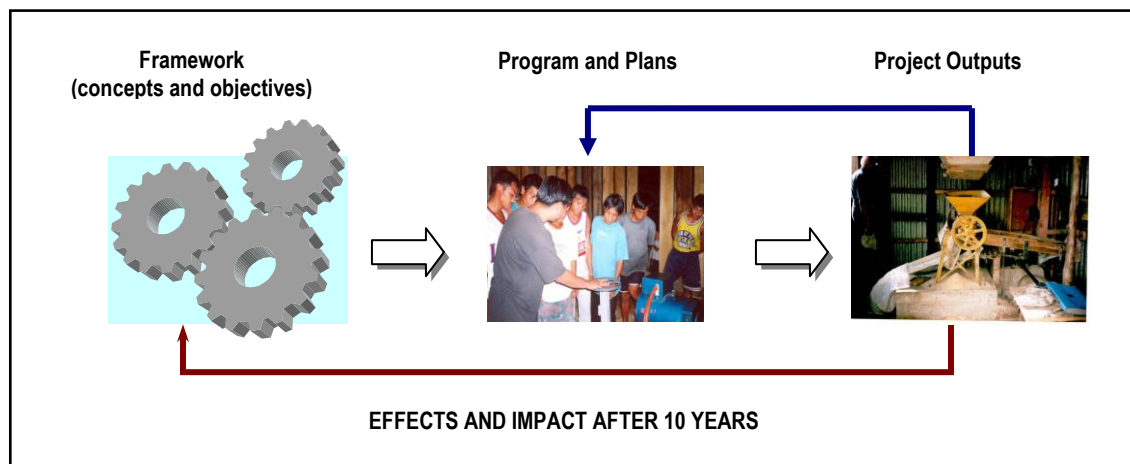 Framework
(concepts and objectives)
Program and Plans
Project Outputs
EFFECTS AND IMPACT AFTER 10 YEARS